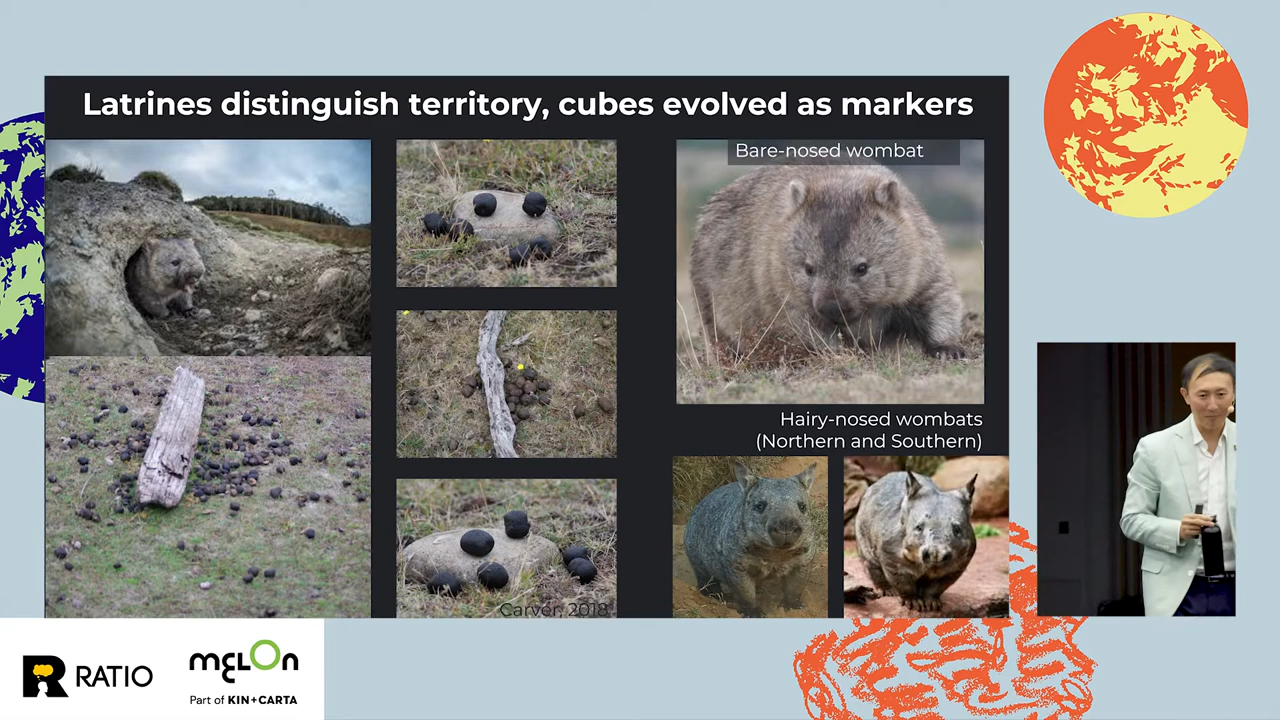 Latrines distinguish territory, cubes evolved as markers
Bare-nosed wombat
Hairy-nosed wombats
(Northern and Southern)
Carver, 2018
RATIO
melon
Part of KIN+CARTA